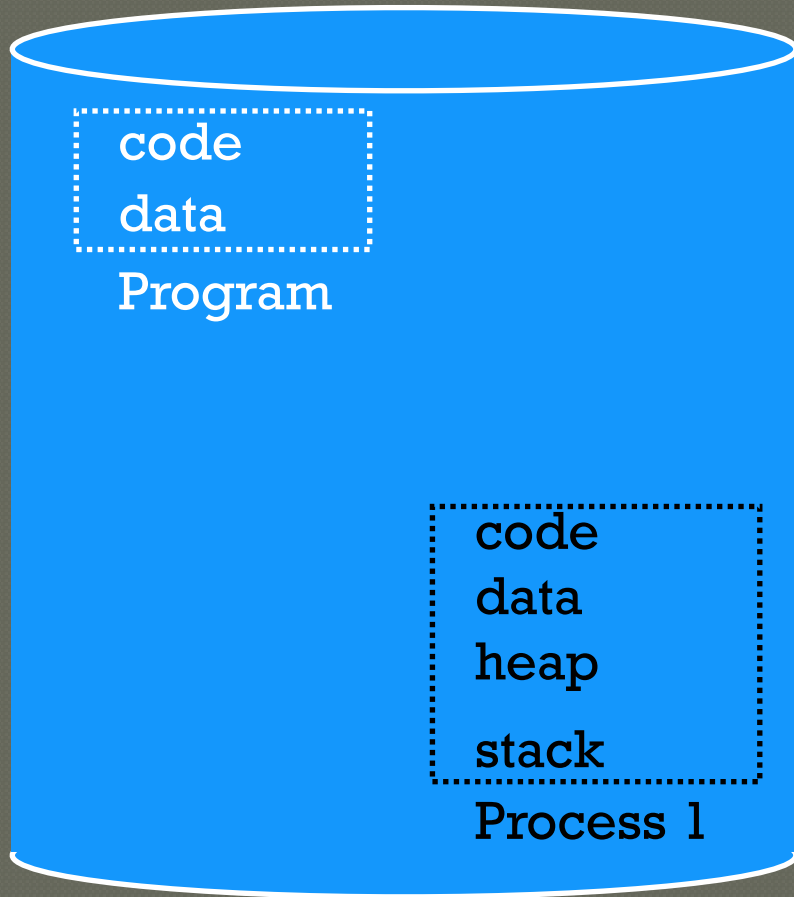 code
data
Program
code
data
heap
stack
Process 1